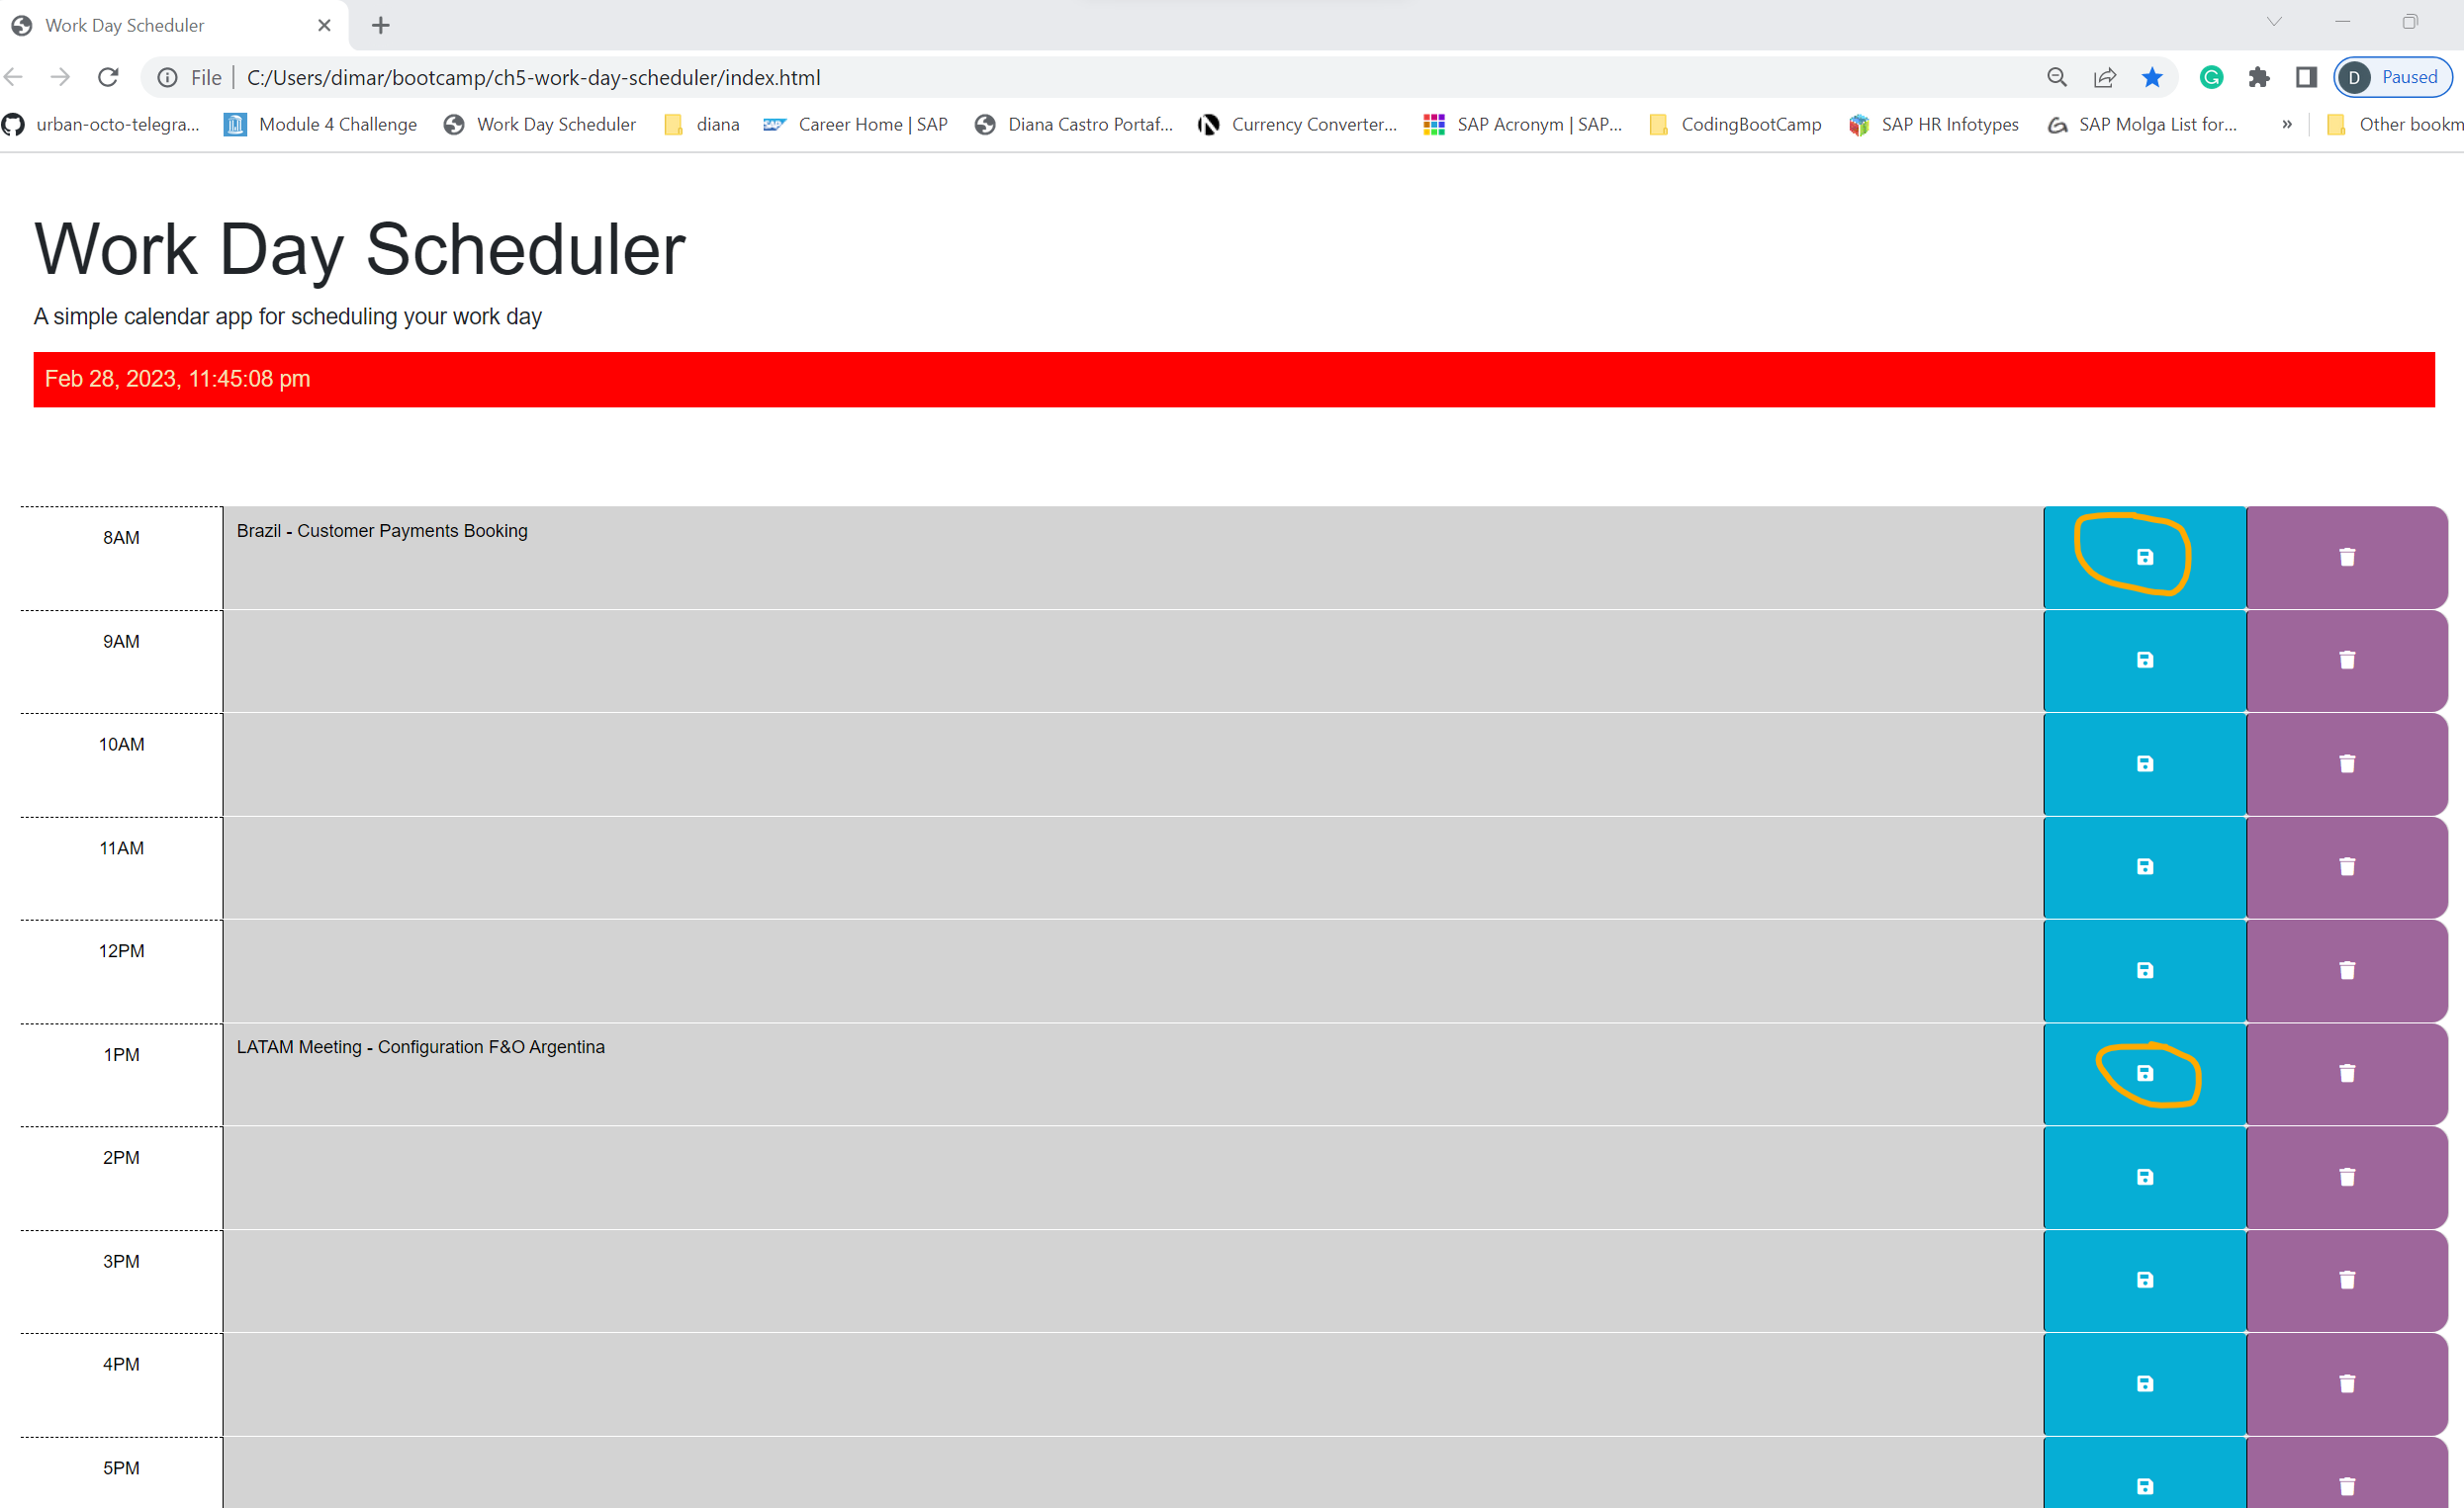 Work Day Scheduler
File C:/Users/dimar/bootcamp/ch5-work-day-scheduler/index.html
D Paused
urban-octo-telegra... Module 4 Challenge Work Day Scheduler diana SAP Career Home | SAP Diana Castro Portaf... Currency Converter... SAP Acronym | SAP... CodingBootCamp SAP HR Infotypes SAP Molga List for... » Other bookm
Work Day Scheduler
A simple calendar app for scheduling your work day
Feb 28, 2023, 11:45:08 pm
8AM Brazil - Customer Payments Booking
9AM
10AM
11AM
12PM
1PM LATAM Meeting - Configuration F&O Argentina
2PM
3PM
4PM
5PM